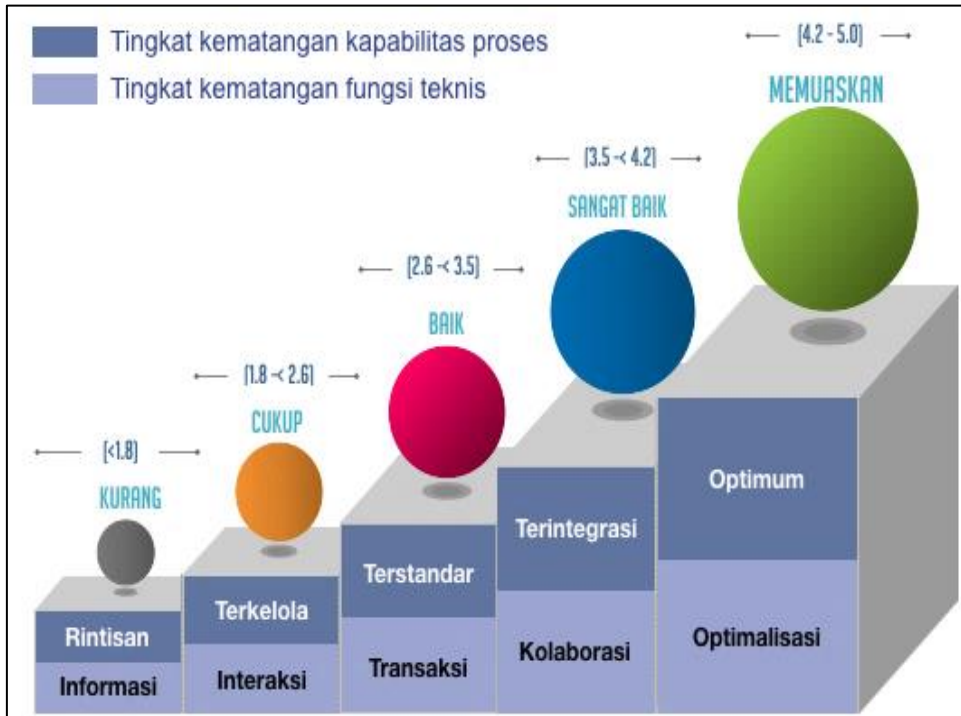 Tingkat kematangan kapabilitas proses
Tingkat kematangan fungsi teknis
[4.2 - 5.0]
MEMUASKAN
[3.5 -< 4.2]
SANGAT BAIK
[2.6 -< 3.5]
BAIK
[1.8 -< 2.6]
CUKUP
[<1.8]
KURANG
Rintisan
Informasi
Terkelola
Interaksi
Terstandar
Transaksi
Terintegrasi
Kolaborasi
Optimum
Optimalisasi